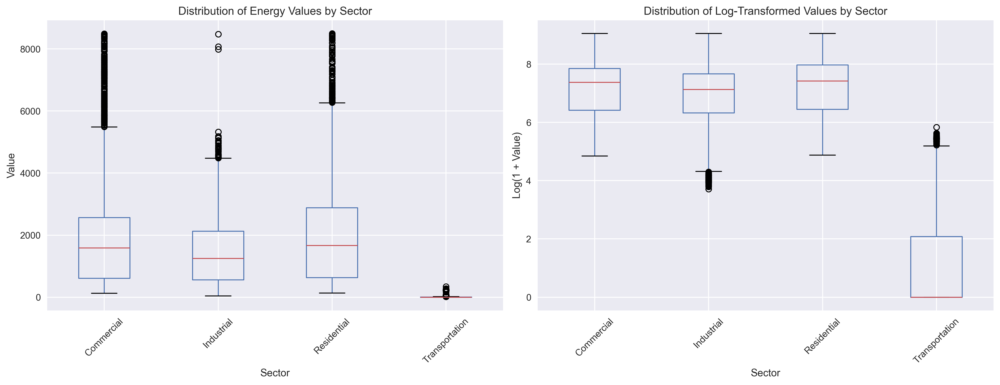 Distribution of Energy Values by Sector
Value
8000
6000
4000
2000
0
Commercial
Industrial
Residential
Transportation
Sector
Distribution of Log-Transformed Values by Sector
Log(1 + Value)
8
6
4
2
0
Commercial
Industrial
Residential
Transportation
Sector